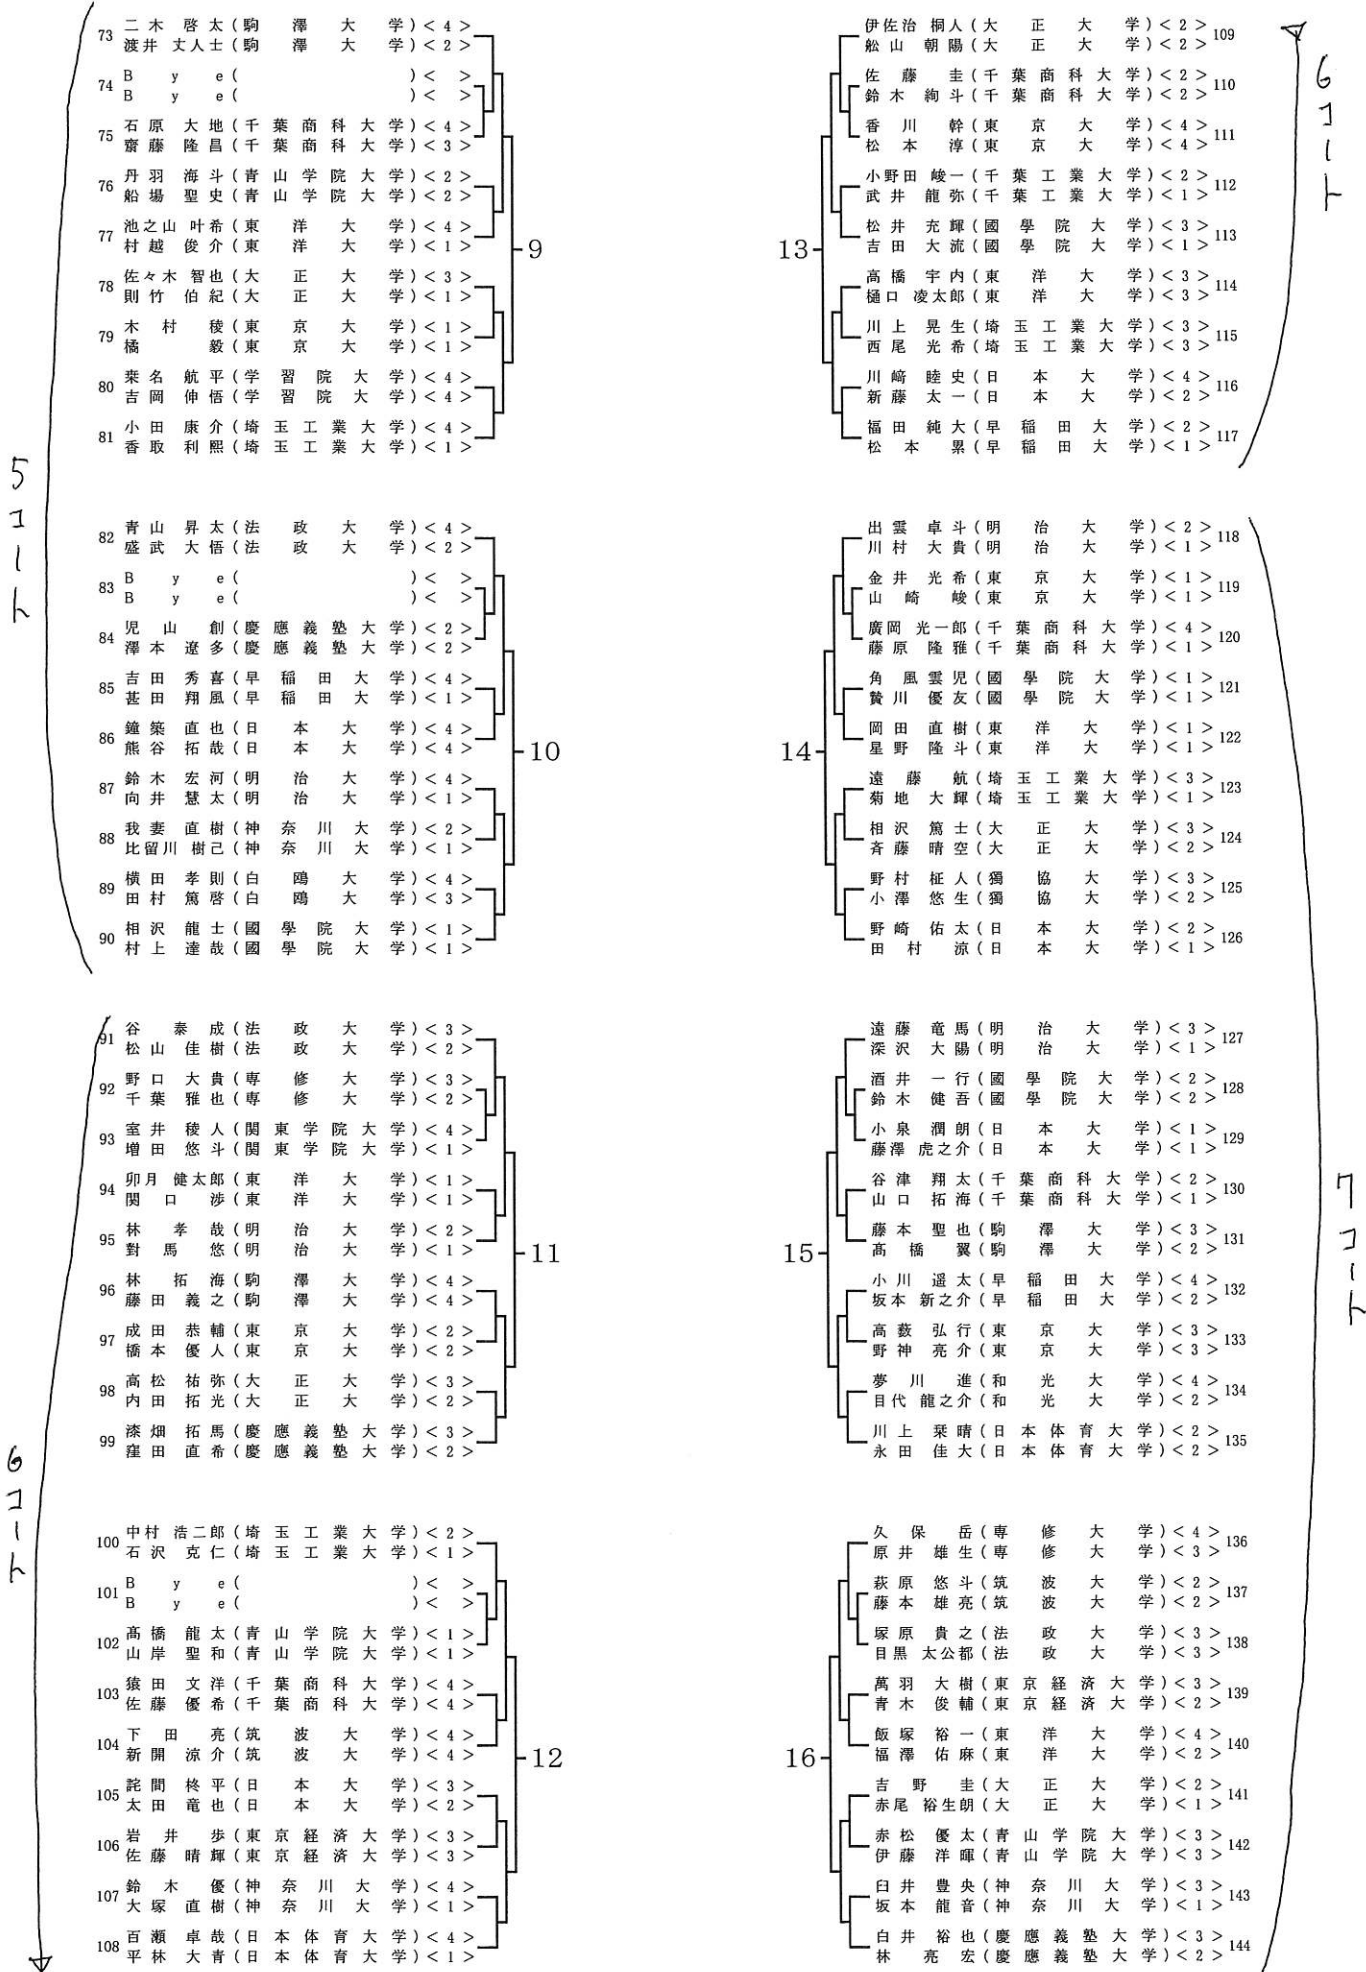 73
二木 啓太 (駒澤大学) < 4 >
渡井 丈人士 (駒澤大学) < 2 >
74
Bye ( ) < >
Bye ( ) < >
75
石原 大地 (千葉商科大学) < 4 >
齋藤 隆昌 (千葉商科大学) < 3 >
76
丹羽 海斗 (青山学院大学) < 2 >
船場 聖史 (青山学院大学) < 2 >
77
池之山 叶希 (東洋大学) < 4 >
村越 俊介 (東洋大学) < 1 >
78
佐々木 智也 (大正大学) < 3 >
則竹 伯紀 (大正大学) < 1 >
79
木村 稜 (東京大学) < 1 >
橘 毅 (東京大学) < 1 >
80
桒名 航平 (学習院大学) < 4 >
吉岡 伸悟 (学習院大学) < 4 >
81
小田 康介 (埼玉工業大学) < 4 >
香取 利熙 (埼玉工業大学) < 1 >
9
5コート
82
青山 昇太 (法政大学) < 4 >
盛武 大悟 (法政大学) < 2 >
83
Bye ( ) < >
Bye ( ) < >
84
児山 創 (慶應義塾大学) < 2 >
澤本 遼多 (慶應義塾大学) < 2 >
85
吉田 秀喜 (早稲田大学) < 4 >
甚田 翔風 (早稲田大学) < 1 >
86
鐘築 直也 (日本大学) < 4 >
熊谷 拓哉 (日本大学) < 4 >
87
鈴木 宏河 (明治大学) < 4 >
向井 慧太 (明治大学) < 1 >
88
我妻 直樹 (神奈川大学) < 2 >
比留川 樹己 (神奈川大学) < 1 >
89
横田 孝則 (白鴎大学) < 4 >
田村 篤啓 (白鴎大学) < 3 >
90
相沢 龍士 (國學院大学) < 1 >
村上 達哉 (國學院大学) < 1 >
10
91
谷 泰成 (法政大学) < 3 >
松山 佳樹 (法政大学) < 2 >
92
野口 大貴 (専修大学) < 3 >
千葉 雅也 (専修大学) < 2 >
93
室井 稜人 (関東学院大学) < 4 >
増田 悠斗 (関東学院大学) < 1 >
94
卯月 健太郎 (東洋大学) < 1 >
関口 渉 (東洋大学) < 1 >
95
林 孝哉 (明治大学) < 2 >
對馬 悠 (明治大学) < 1 >
96
林 拓海 (駒澤大学) < 4 >
藤田 義之 (駒澤大学) < 4 >
97
成田 恭輔 (東京大学) < 2 >
橋本 優人 (東京大学) < 2 >
98
高松 祐弥 (大正大学) < 3 >
内田 拓光 (大正大学) < 2 >
99
漆畑 拓馬 (慶應義塾大学) < 3 >
窪田 直希 (慶應義塾大学) < 2 >
11
6コート
100
中村 浩二郎 (埼玉工業大学) < 2 >
石沢 克仁 (埼玉工業大学) < 1 >
101
Bye ( ) < >
Bye ( ) < >
102
髙橋 龍太 (青山学院大学) < 1 >
山岸 聖和 (青山学院大学) < 1 >
103
猿田 文洋 (千葉商科大学) < 4 >
佐藤 優希 (千葉商科大学) < 4 >
104
下田 亮 (筑波大学) < 4 >
新開 涼介 (筑波大学) < 4 >
105
詫間 柊平 (日本大学) < 3 >
太田 竜也 (日本大学) < 2 >
106
岩井 歩 (東京経済大学) < 3 >
佐藤 晴輝 (東京経済大学) < 3 >
107
鈴木 優 (神奈川大学) < 4 >
大塚 直樹 (神奈川大学) < 1 >
108
百瀬 卓哉 (日本体育大学) < 4 >
平林 大青 (日本体育大学) < 1 >
12
伊佐治 桐人 (大正大学) < 2 >
舩山 朝陽 (大正大学) < 2 >
109
佐藤 圭 (千葉商科大学) < 2 >
鈴木 絢斗 (千葉商科大学) < 2 >
110
香川 幹 (東京大学) < 4 >
松本 淳 (東京大学) < 4 >
111
小野田 峻一 (千葉工業大学) < 2 >
武井 龍弥 (千葉工業大学) < 1 >
112
松井 充輝 (國學院大学) < 3 >
吉田 大流 (國學院大学) < 1 >
113
高橋 宇内 (東洋大学) < 3 >
樋口 凌太郎 (東洋大学) < 3 >
114
川上 晃生 (埼玉工業大学) < 3 >
西尾 光希 (埼玉工業大学) < 3 >
115
川﨑 睦史 (日本大学) < 4 >
新藤 太一 (日本大学) < 2 >
116
福田 純大 (早稲田大学) < 2 >
松本 累 (早稲田大学) < 1 >
117
13
6コート
出雲 卓斗 (明治大学) < 2 >
川村 大貴 (明治大学) < 1 >
118
金井 光希 (東京大学) < 1 >
山崎 峻 (東京大学) < 1 >
119
廣岡 光一郎 (千葉商科大学) < 4 >
藤原 隆雅 (千葉商科大学) < 1 >
120
角 風雲児 (國學院大学) < 1 >
贄川 優友 (國學院大学) < 1 >
121
岡田 直樹 (東洋大学) < 1 >
星野 隆斗 (東洋大学) < 1 >
122
遠藤 航 (埼玉工業大学) < 3 >
菊地 大輝 (埼玉工業大学) < 1 >
123
相沢 篤士 (大正大学) < 3 >
斉藤 晴空 (大正大学) < 2 >
124
野村 柾人 (獨協大学) < 3 >
小澤 悠生 (獨協大学) < 2 >
125
野崎 佑太 (日本大学) < 2 >
田村 涼 (日本大学) < 1 >
126
14
遠藤 竜馬 (明治大学) < 3 >
深沢 大陽 (明治大学) < 1 >
127
酒井 一行 (國學院大学) < 2 >
鈴木 健吾 (國學院大学) < 2 >
128
小泉 潤朗 (日本大学) < 1 >
藤澤 虎之介 (日本大学) < 1 >
129
谷津 翔太 (千葉商科大学) < 2 >
山口 拓海 (千葉商科大学) < 1 >
130
藤本 聖也 (駒澤大学) < 3 >
髙橋 翼 (駒澤大学) < 2 >
131
小川 遥太 (早稲田大学) < 4 >
坂本 新之介 (早稲田大学) < 2 >
132
高薮 弘行 (東京大学) < 3 >
野神 亮介 (東京大学) < 3 >
133
夢川 進 (和光大学) < 4 >
目代 龍之介 (和光大学) < 2 >
134
川上 栞晴 (日本体育大学) < 2 >
永田 佳大 (日本体育大学) < 2 >
135
15
7コート
久保 岳 (専修大学) < 4 >
原井 雄生 (専修大学) < 3 >
136
萩原 悠斗 (筑波大学) < 2 >
藤本 雄亮 (筑波大学) < 2 >
137
塚原 貴之 (法政大学) < 3 >
目黒 太公都 (法政大学) < 3 >
138
萬羽 大樹 (東京経済大学) < 3 >
青木 俊輔 (東京経済大学) < 2 >
139
飯塚 裕一 (東洋大学) < 4 >
福澤 佑麻 (東洋大学) < 2 >
140
吉野 圭 (大正大学) < 2 >
赤尾 裕生朗 (大正大学) < 1 >
141
赤松 優太 (青山学院大学) < 3 >
伊藤 洋暉 (青山学院大学) < 3 >
142
臼井 豊央 (神奈川大学) < 3 >
坂本 龍音 (神奈川大学) < 1 >
143
白井 裕也 (慶應義塾大学) < 3 >
林 亮宏 (慶應義塾大学) < 2 >
144
16